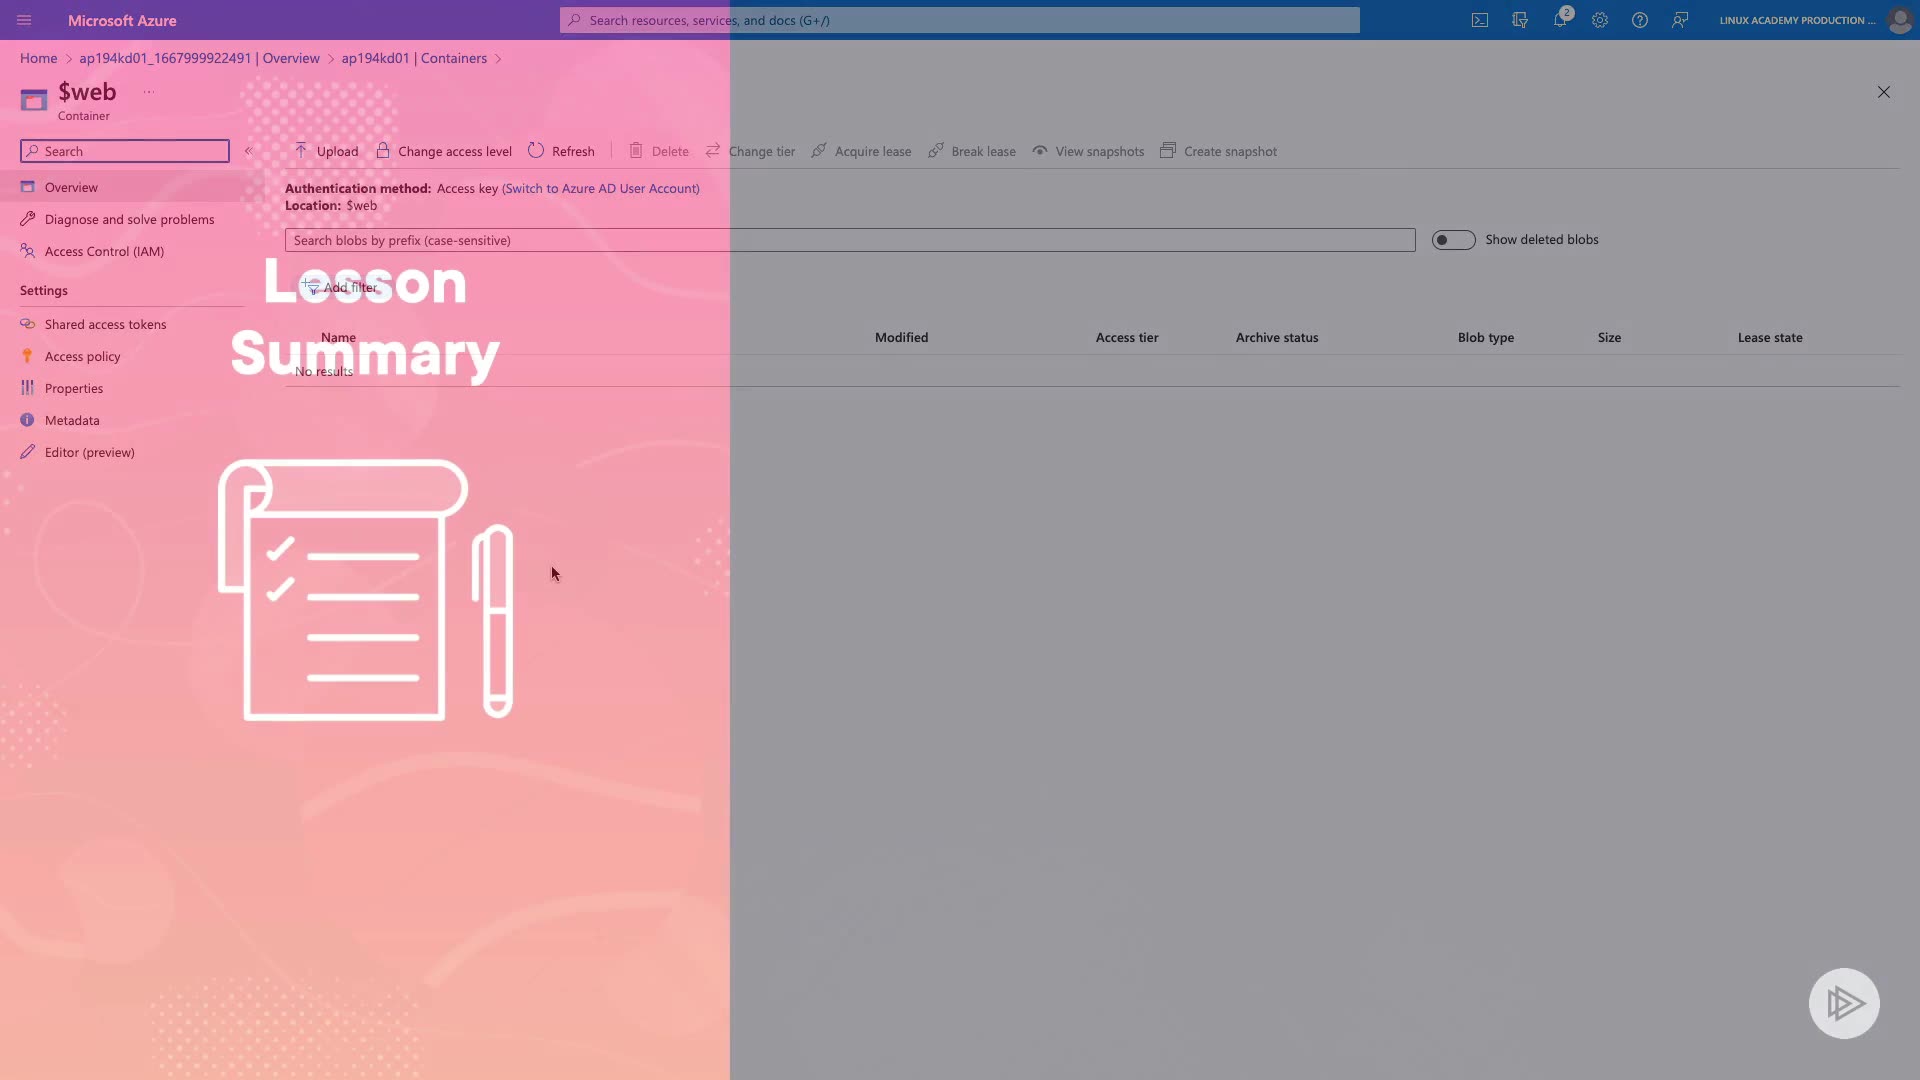 Microsoft Azure
Search resources, services, and docs (G+/)
2
LINUX ACADEMY PRODUCTION ...
Home > ap194kd01_1667999922491 | Overview > ap194kd01 | Containers >
$web ...
Container
Search
«
Upload
Change access level
Refresh
Delete
Change tier
Acquire lease
Break lease
View snapshots
Create snapshot
Overview
Diagnose and solve problems
Access Control (IAM)
Settings
Shared access tokens
Access policy
Properties
Metadata
Editor (preview)
Authentication method: Access key (Switch to Azure AD User Account)
Location: $web
Search blobs by prefix (case-sensitive)
Show deleted blobs
Add filter
Name
Modified
Access tier
Archive status
Blob type
Size
Lease state
No results
Lesson
Summary